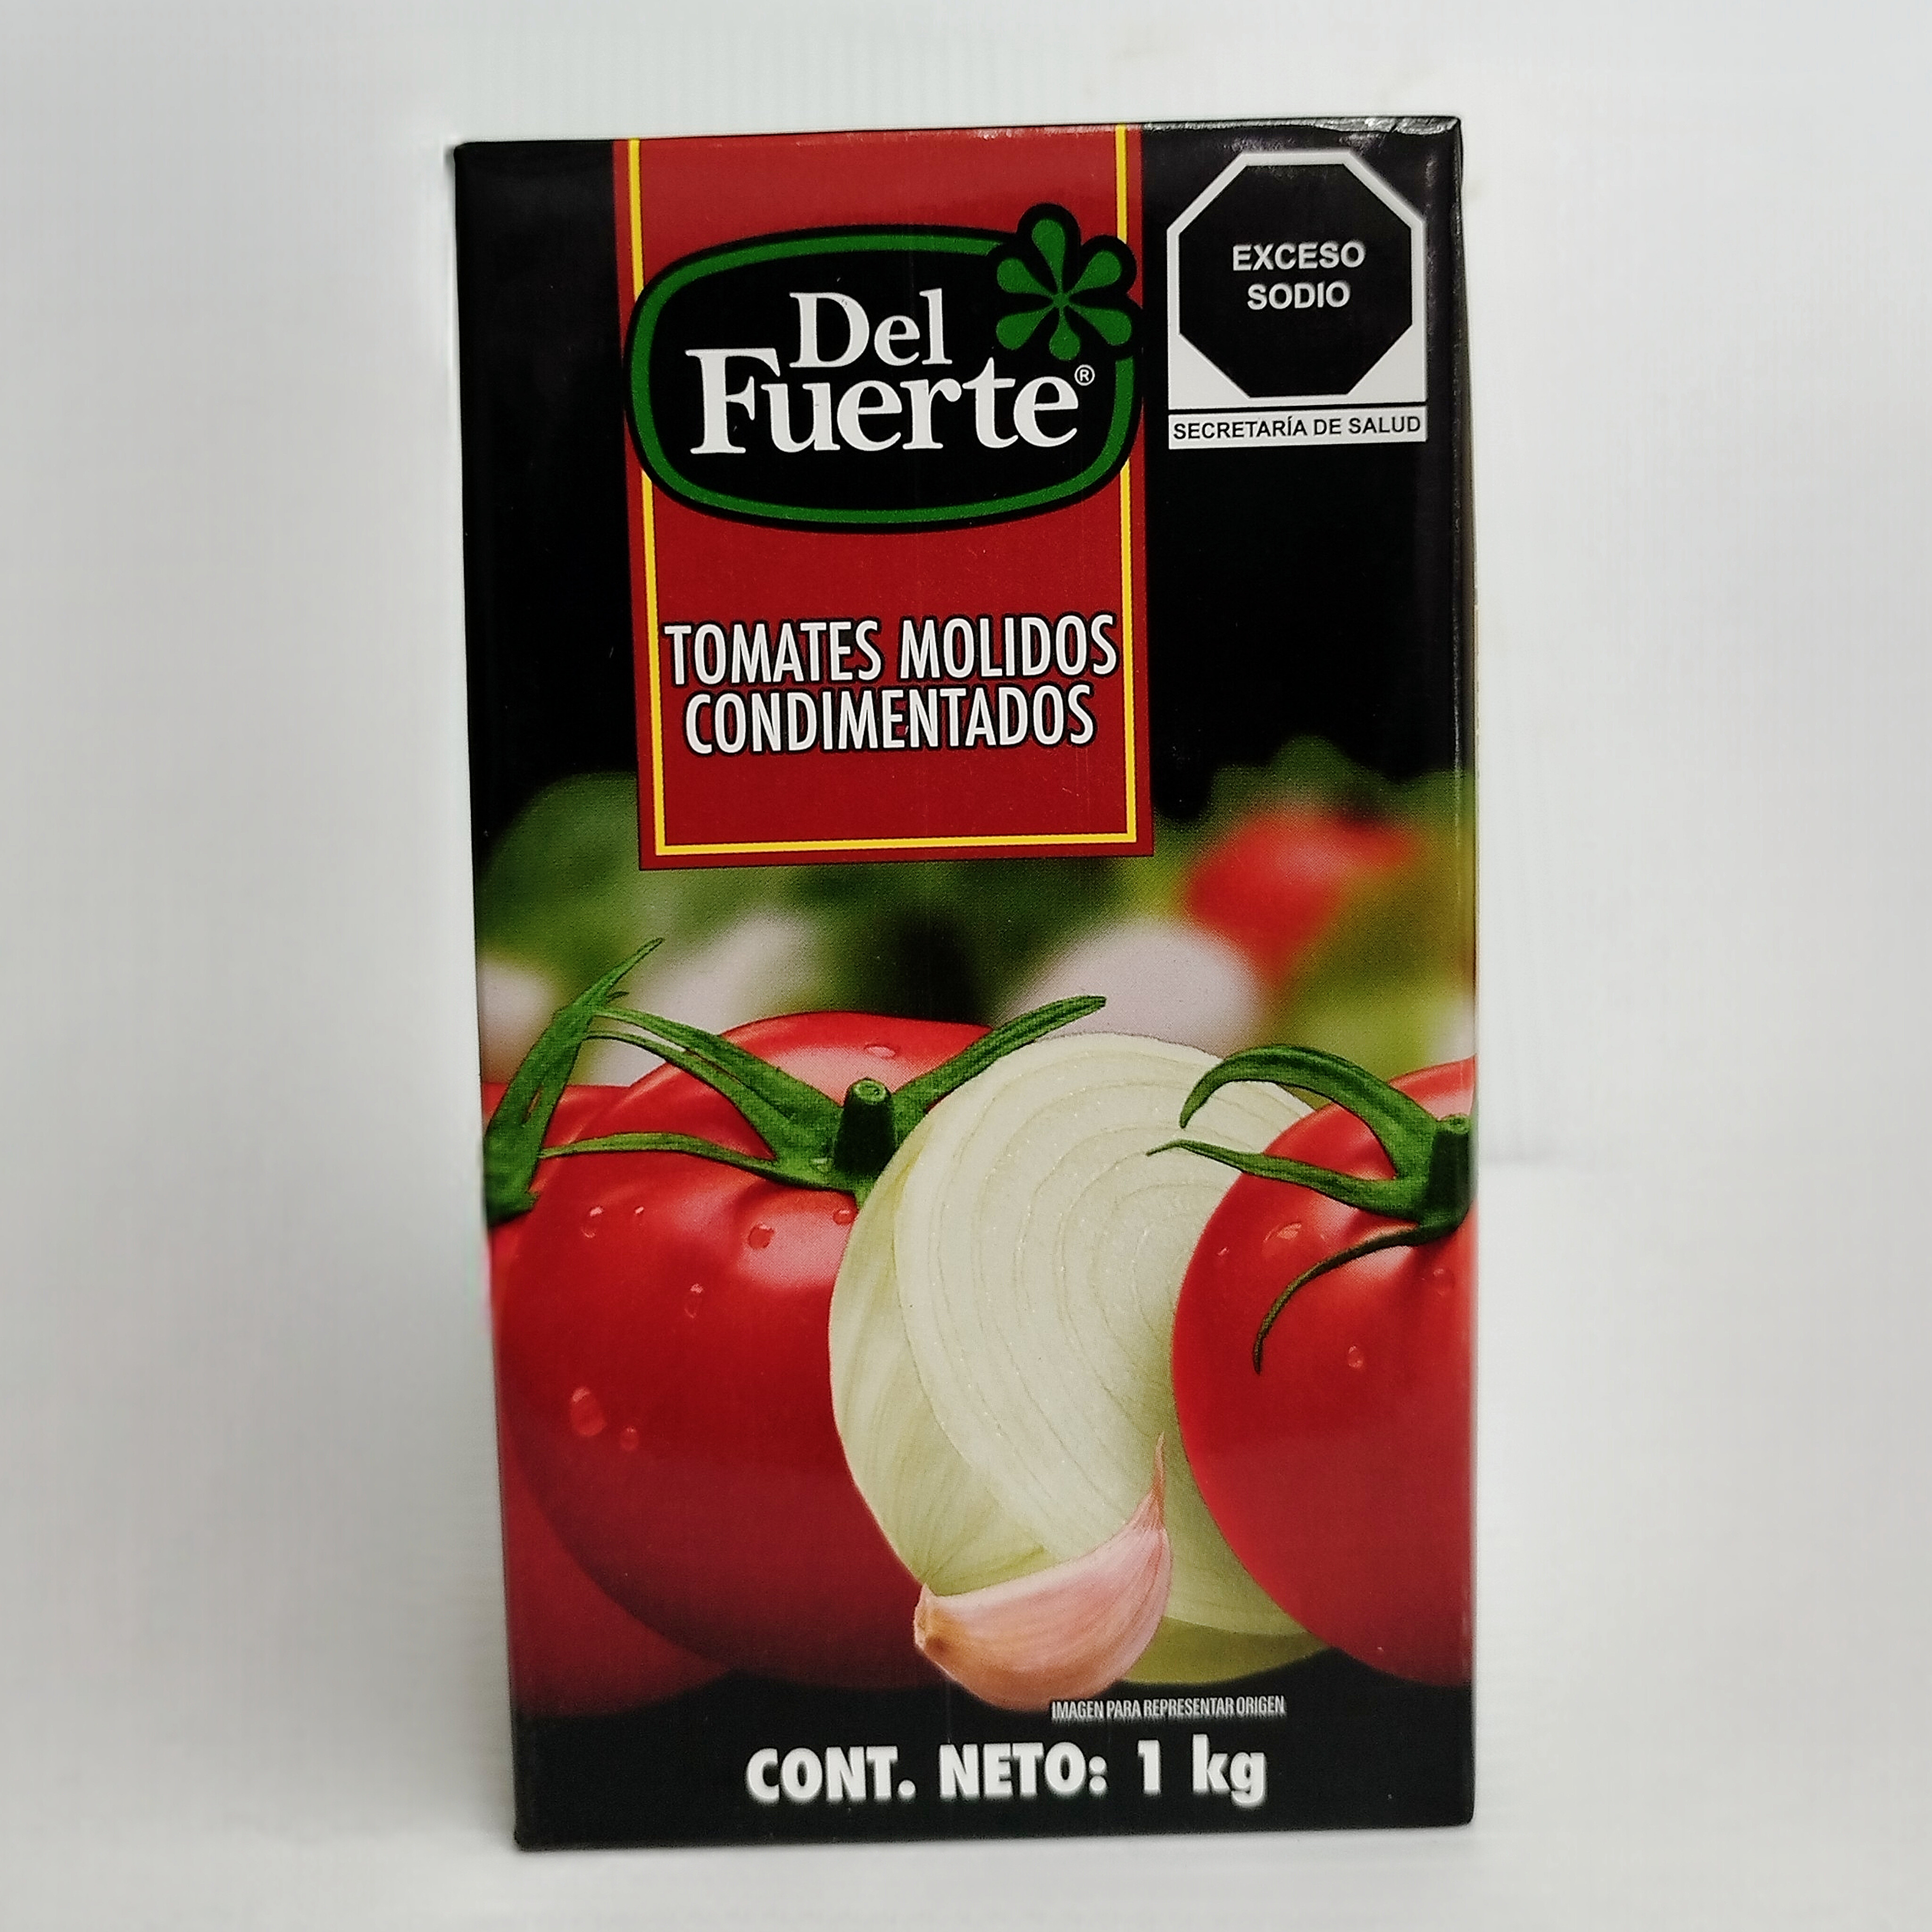 Del
Fuerte®
EXCESO
SODIO
SECRETARÍA DE SALUD
TOMATES MOLIDOS
CONDIMENTADOS
IMAGEN PARA REPRESENTAR ORIGEN
CONT. NETO: 1 kg